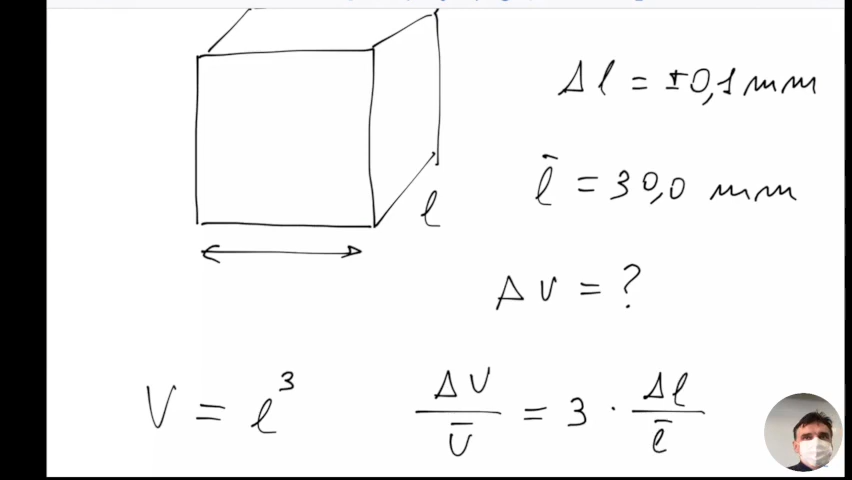 Δl = ±0,1 mm
l̄ = 30,0 mm
l
ΔV = ?
V = l³
ΔV/V̄ = 3 · Δl/l̄